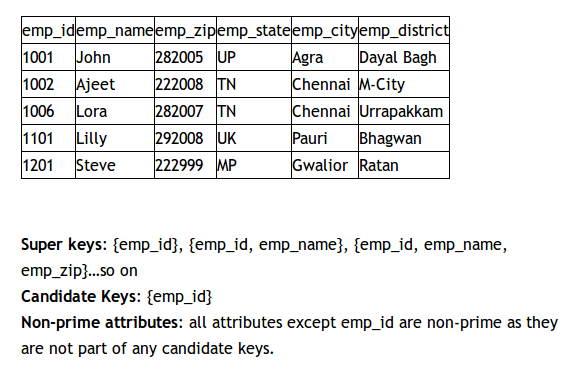 emp_id emp_name emp_zip emp_state emp_city emp_district
1001 John 282005 UP Agra Dayal Bagh
1002 Ajeet 222008 TN Chennai M-City
1006 Lora 282007 TN Chennai Urrapakkam
1101 Lilly 292008 UK Pauri Bhagwan
1201 Steve 222999 MP Gwalior Ratan
Super keys: {emp_id}, {emp_id, emp_name}, {emp_id, emp_name,
emp_zip}…so on
Candidate Keys: {emp_id}
Non-prime attributes: all attributes except emp_id are non-prime as they
are not part of any candidate keys.